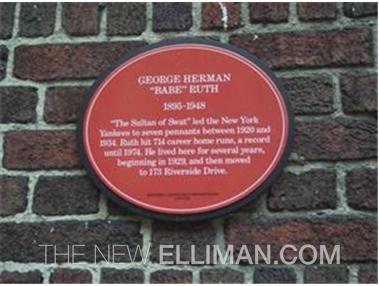 GEORGE HERMAN
"BABE" RUTH
1895-1948
"The Sultan of Swat" led the New York
Yankees to seven pennants between 1920 and
1934. Ruth hit 714 career home runs, a record
until 1974. He lived here for several years,
beginning in 1929, and then moved
to 173 Riverside Drive.
THE NEW ELLIMAN.COM